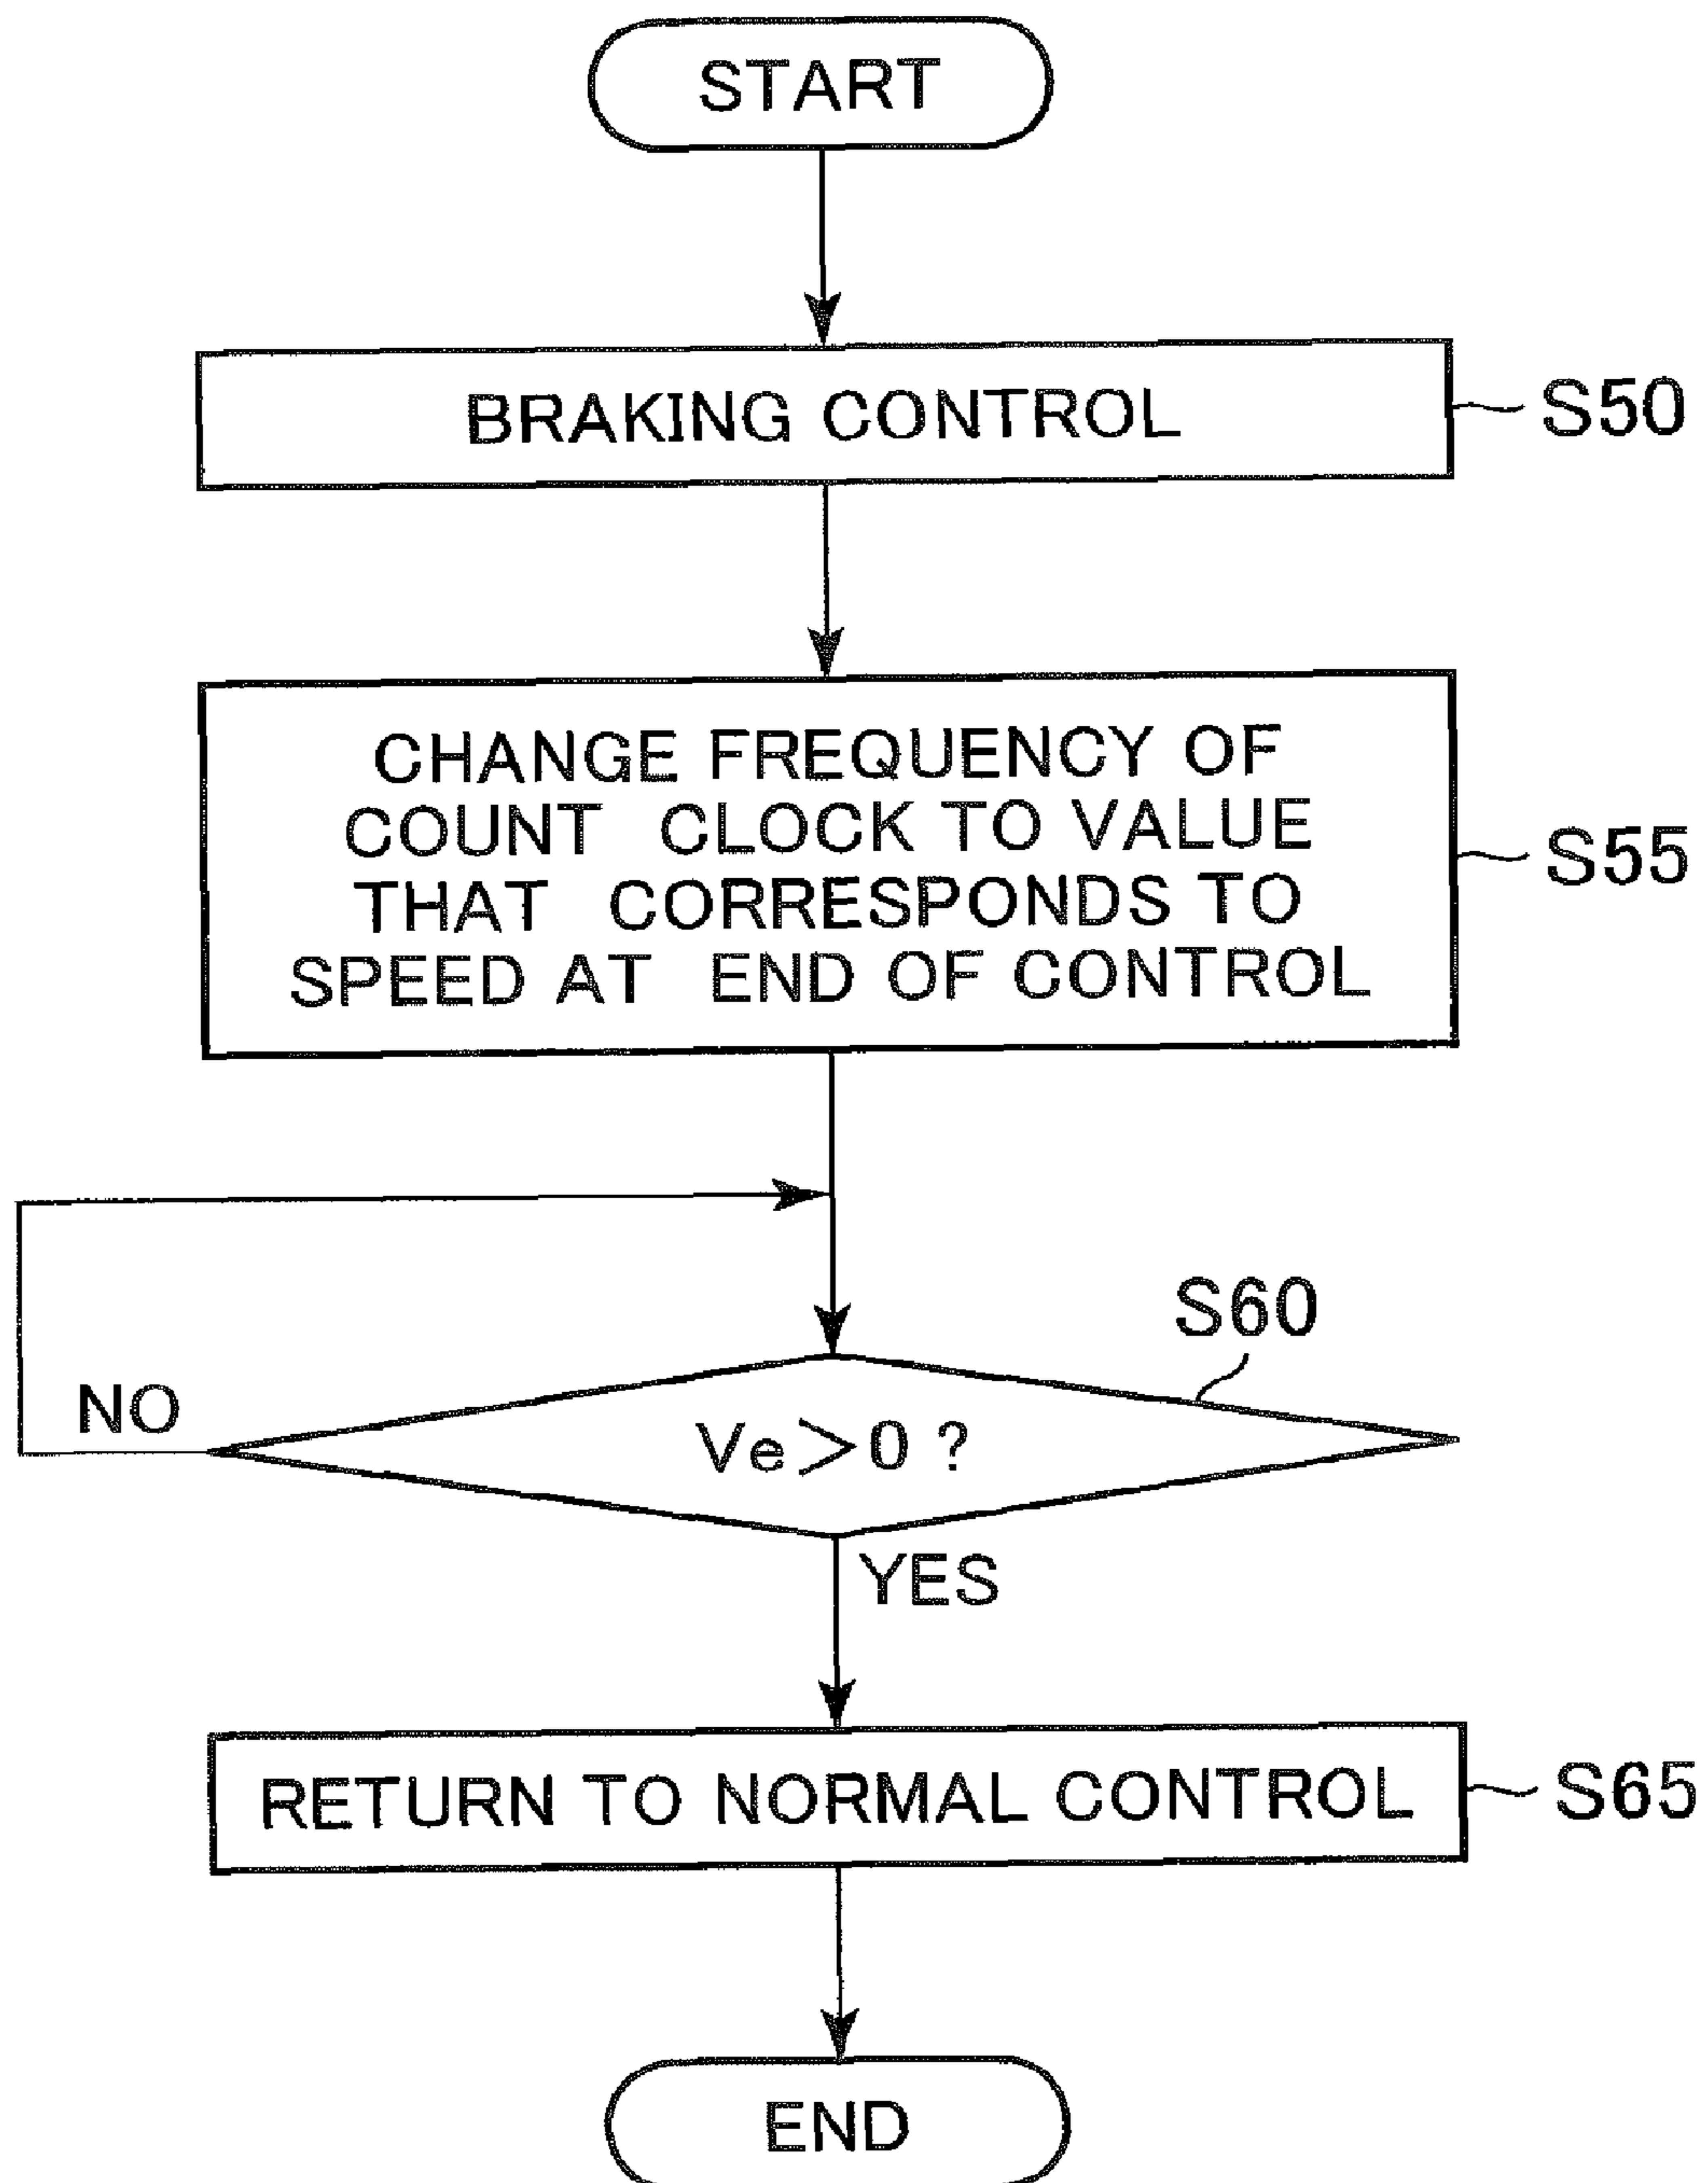 START
BRAKING CONTROL
S50
CHANGE FREQUENCY OF
COUNT CLOCK TO VALUE
THAT CORRESPONDS TO
SPEED AT END OF CONTROL
S55
S60
NO
Ve>0 ?
YES
RETURN TO NORMAL CONTROL
S65
END